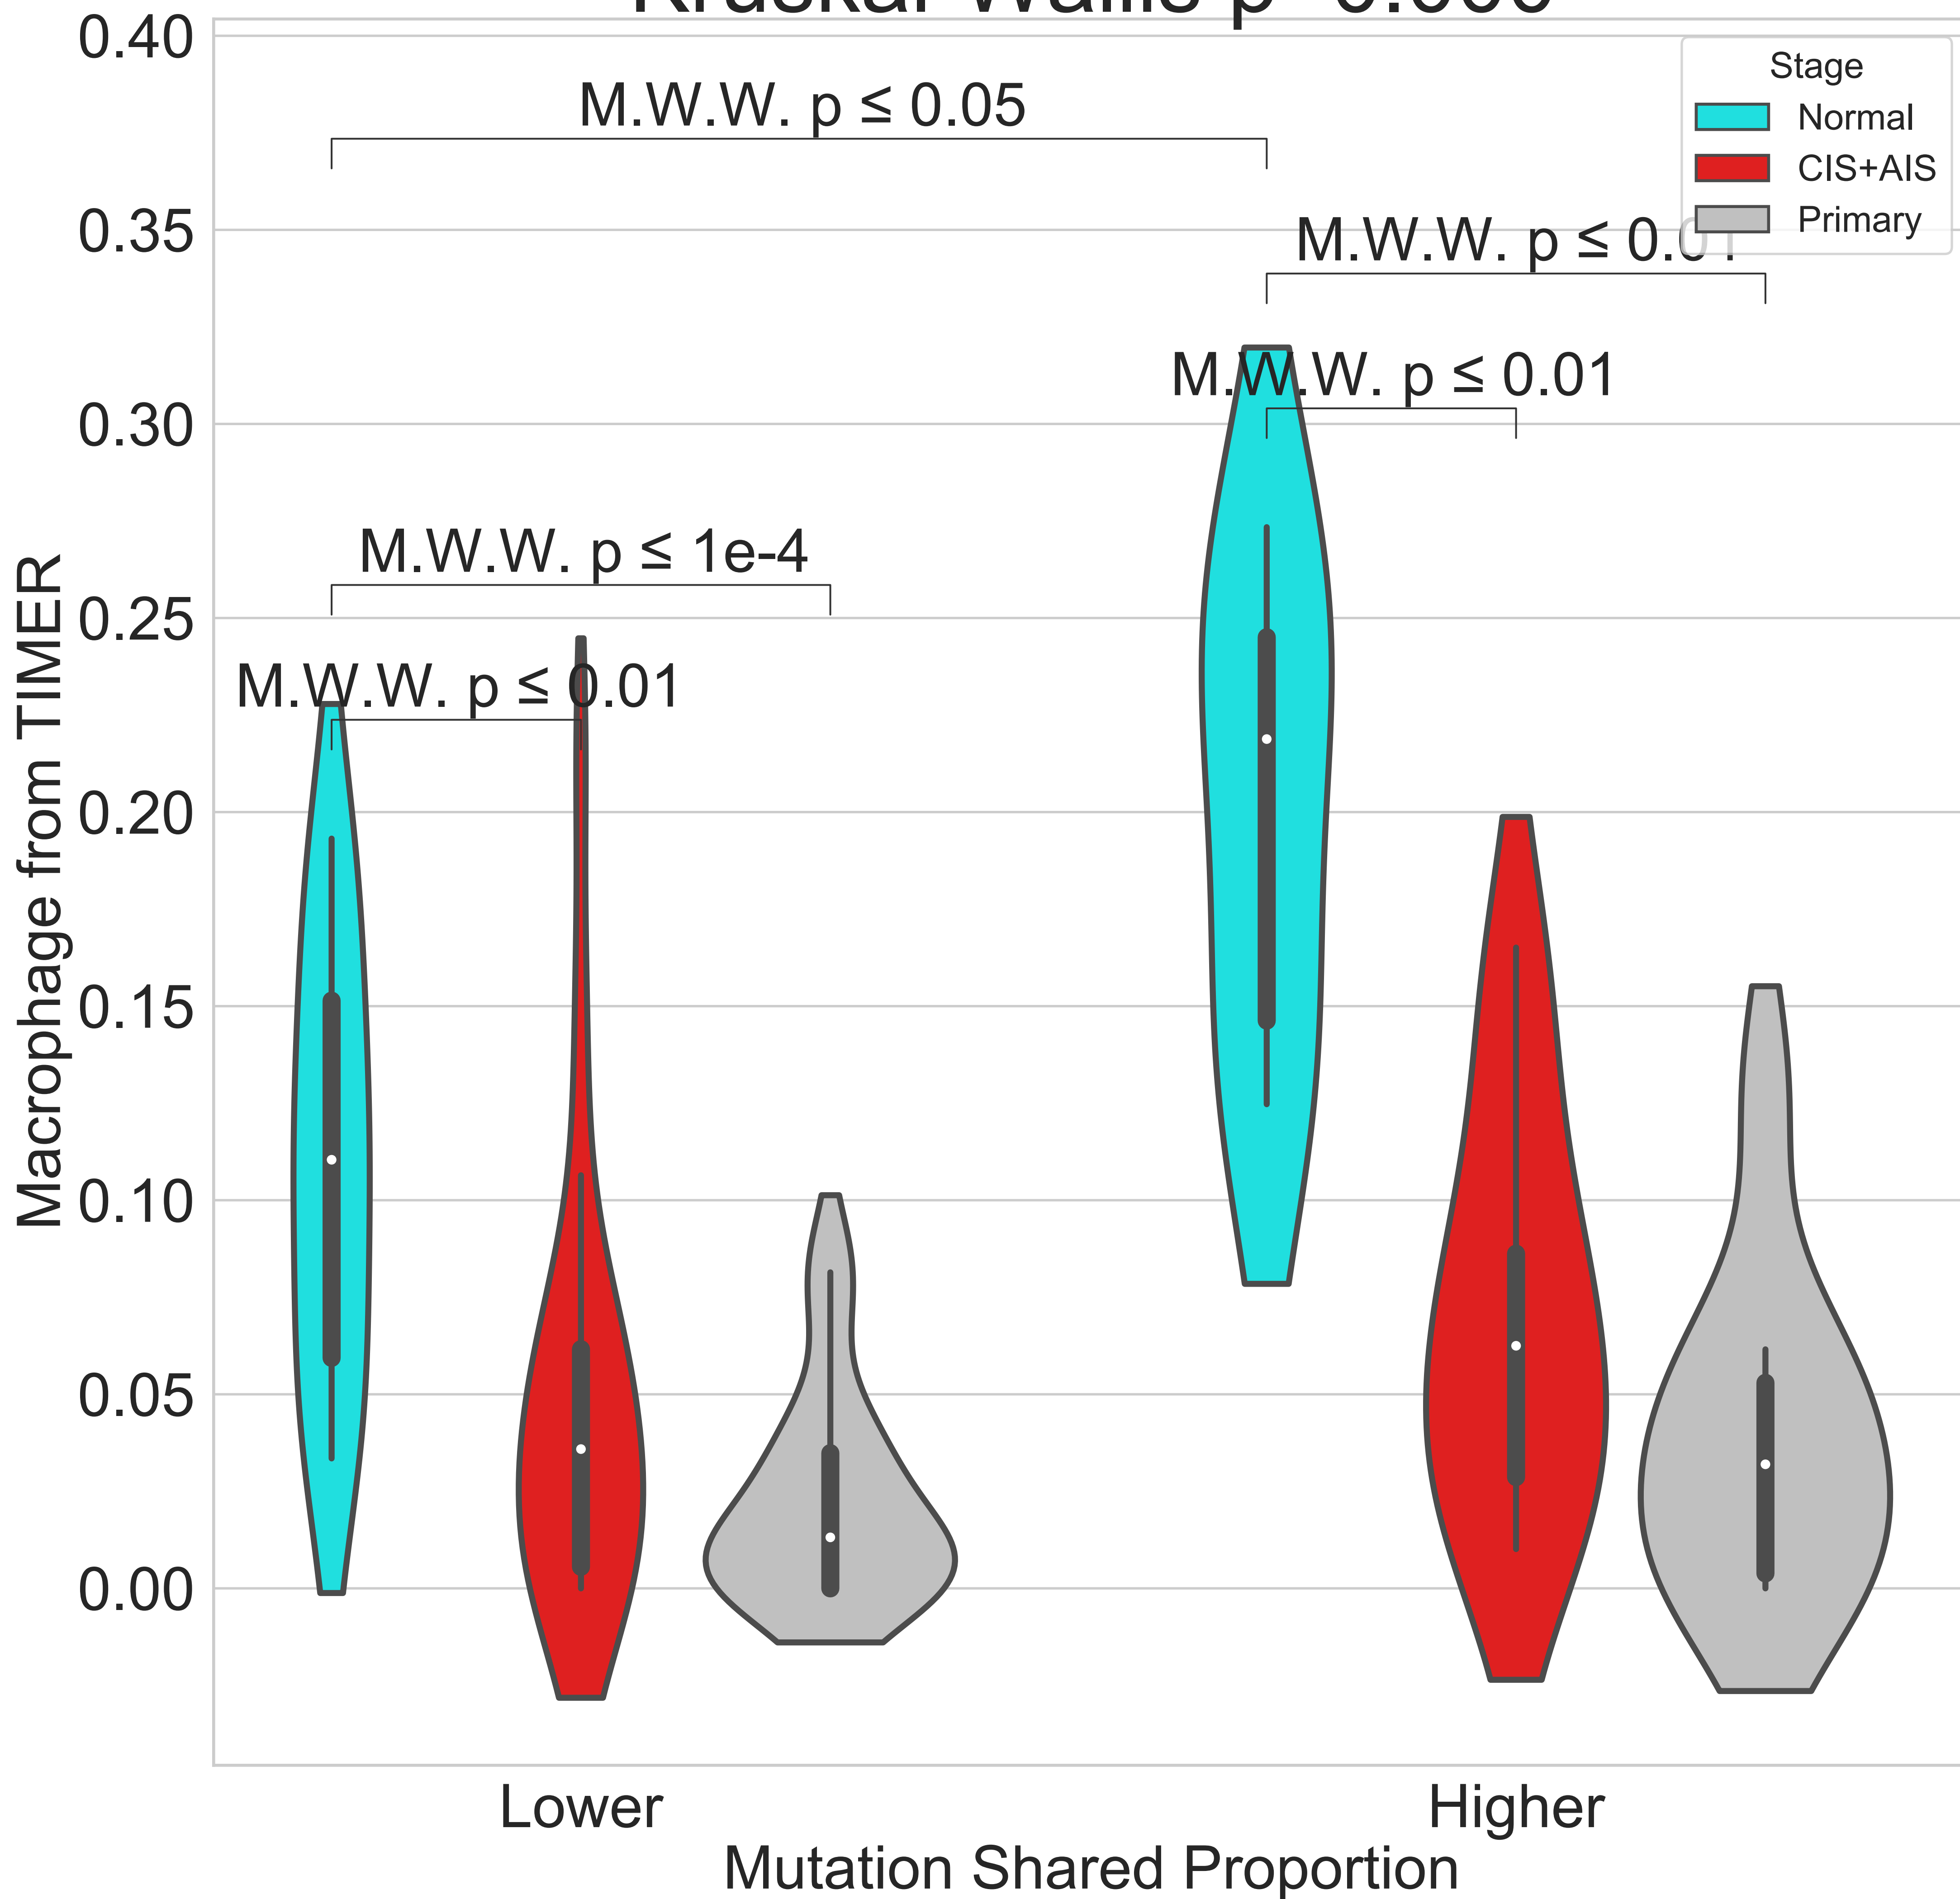 0.40
0.35
0.30
0.25
0.20
0.15
0.10
0.05
0.00
Macrophage from TIMER
M.W.W. p ≤ 0.05
M.W.W. p ≤ 0.01
M.W.W. p ≤ 0.01
M.W.W. p ≤ 1e-4
M.W.W. p ≤ 0.01
Stage
Normal
CIS+AIS
Primary
Lower
Higher
Mutation Shared Proportion